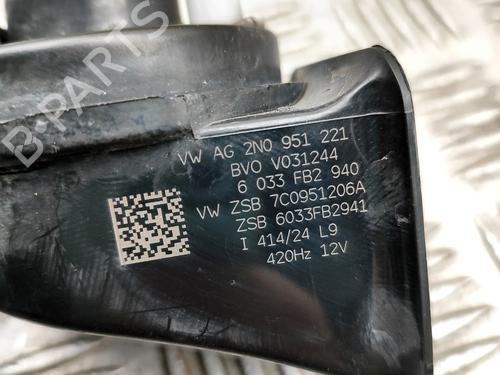 B-PARTS
VW AG 2N0 951 221
BVO V031244
6 033 FB2 940
VW ZSB 7C0951206A
ZSB 6033FB2941
I 414/24 L9
420Hz 12V